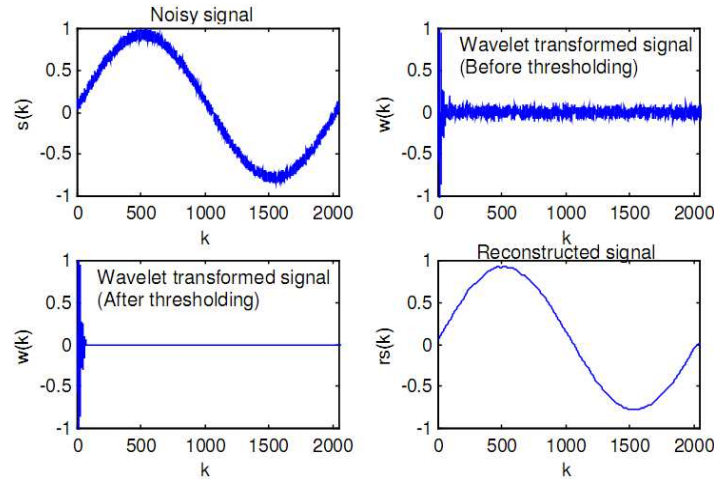 Noisy signal
1
0.5
0
-0.5
-1
s(k)
0 500 1000 1500 2000
k
Wavelet transformed signal
(Before thresholding)
1
0.5
0
-0.5
-1
w(k)
0 500 1000 1500 2000
k
Wavelet transformed signal
(After thresholding)
1
0.5
0
-0.5
-1
w(k)
0 500 1000 1500 2000
k
Reconstructed signal
1
0.5
0
-0.5
-1
rs(k)
0 500 1000 1500 2000
k